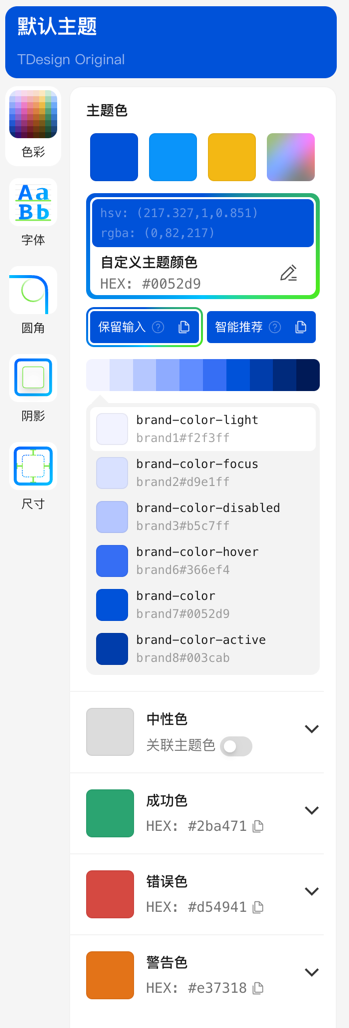 默认主题
TDesign Original
色彩
Aa
Bb
字体
圆角
阴影
尺寸
主题色
hsv: (217.327,1,0.851)
rgba: (0,82,217)
自定义主题颜色
HEX: #0052d9
保留输入
智能推荐
brand-color-light
brand1#f2f3ff
brand-color-focus
brand2#d9e1ff
brand-color-disabled
brand3#b5c7ff
brand-color-hover
brand6#366ef4
brand-color
brand7#0052d9
brand-color-active
brand8#003cab
中性色
关联主题色
成功色
HEX: #2ba471
错误色
HEX: #d54941
警告色
HEX: #e37318